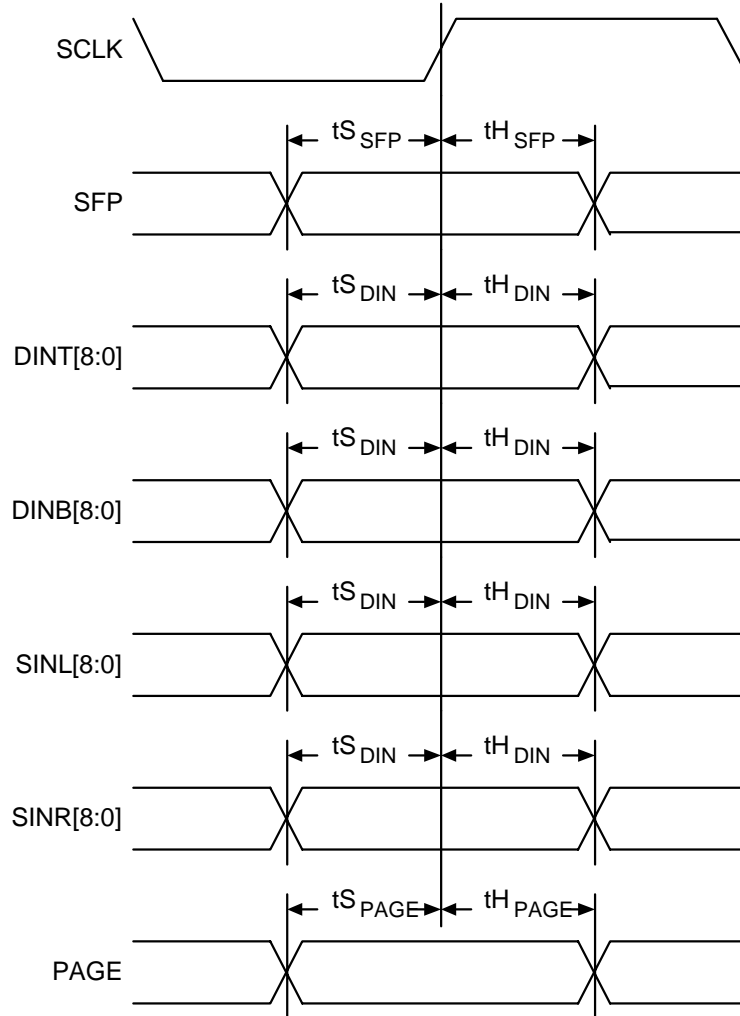 SCLK
tS SFP tH SFP
SFP
tS DIN tH DIN
DINT[8:0]
tS DIN tH DIN
DINB[8:0]
tS DIN tH DIN
SINL[8:0]
tS DIN tH DIN
SINR[8:0]
tS PAGE tH PAGE
PAGE